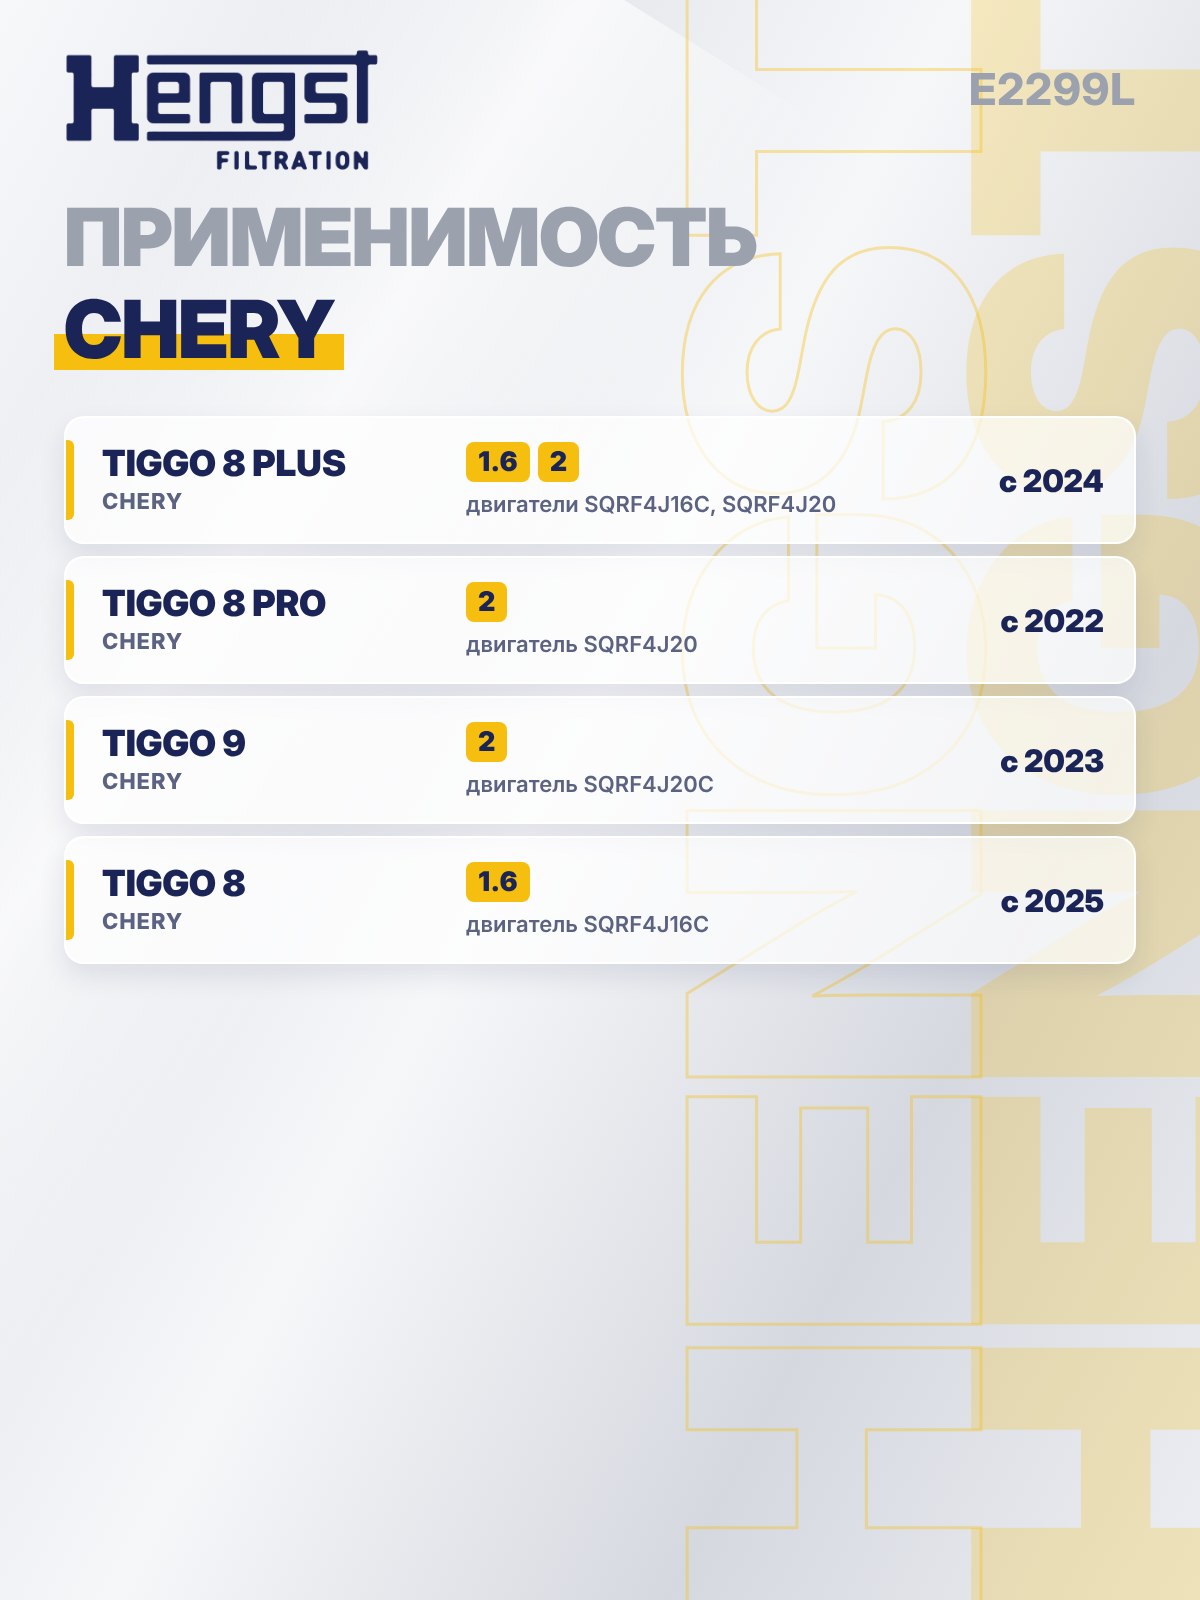 Hengst
FILTRATION
E2299L
ПРИМЕНИМОСТЬ
CHERY
TIGGO 8 PLUS
CHERY
1.6 2
двигатели SQRF4J16C, SQRF4J20
с 2024
TIGGO 8 PRO
CHERY
2
двигатель SQRF4J20
с 2022
TIGGO 9
CHERY
2
двигатель SQRF4J20C
с 2023
TIGGO 8
CHERY
1.6
двигатель SQRF4J16C
с 2025
HENGST
HENGST